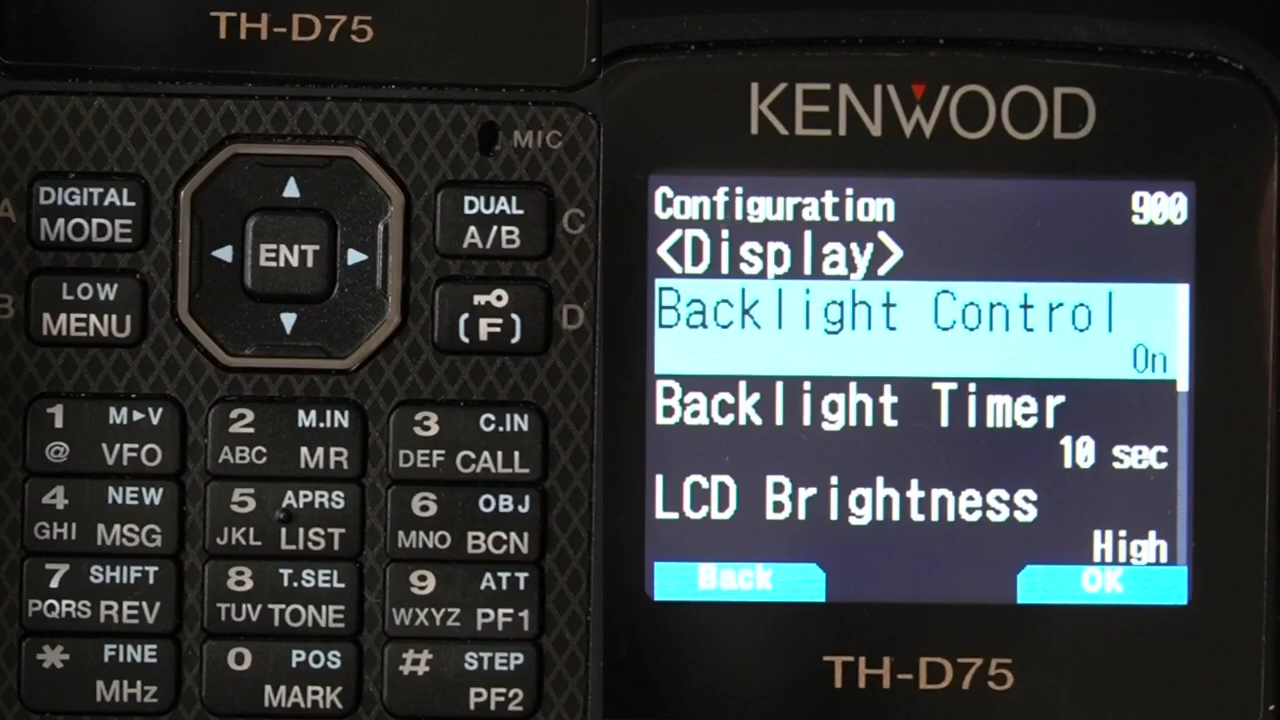 TH-D75
MIC
A
DIGITAL
MODE
DUAL
A/B
C
ENT
B
LOW
MENU
(F)
D
1 M►V
@ VFO
2 M.IN
ABC MR
3 C.IN
DEF CALL
4 NEW
GHI MSG
5 APRS
JKL LIST
6 OBJ
MNO BCN
7 SHIFT
PQRS REV
8 T.SEL
TUV TONE
9 ATT
WXYZ PF1
* FINE
MHz
0 POS
MARK
# STEP
PF2
KENWOOD
Configuration 900
<Display>
Backlight Control
On
Backlight Timer
10 sec
LCD Brightness
High
Back OK
TH-D75